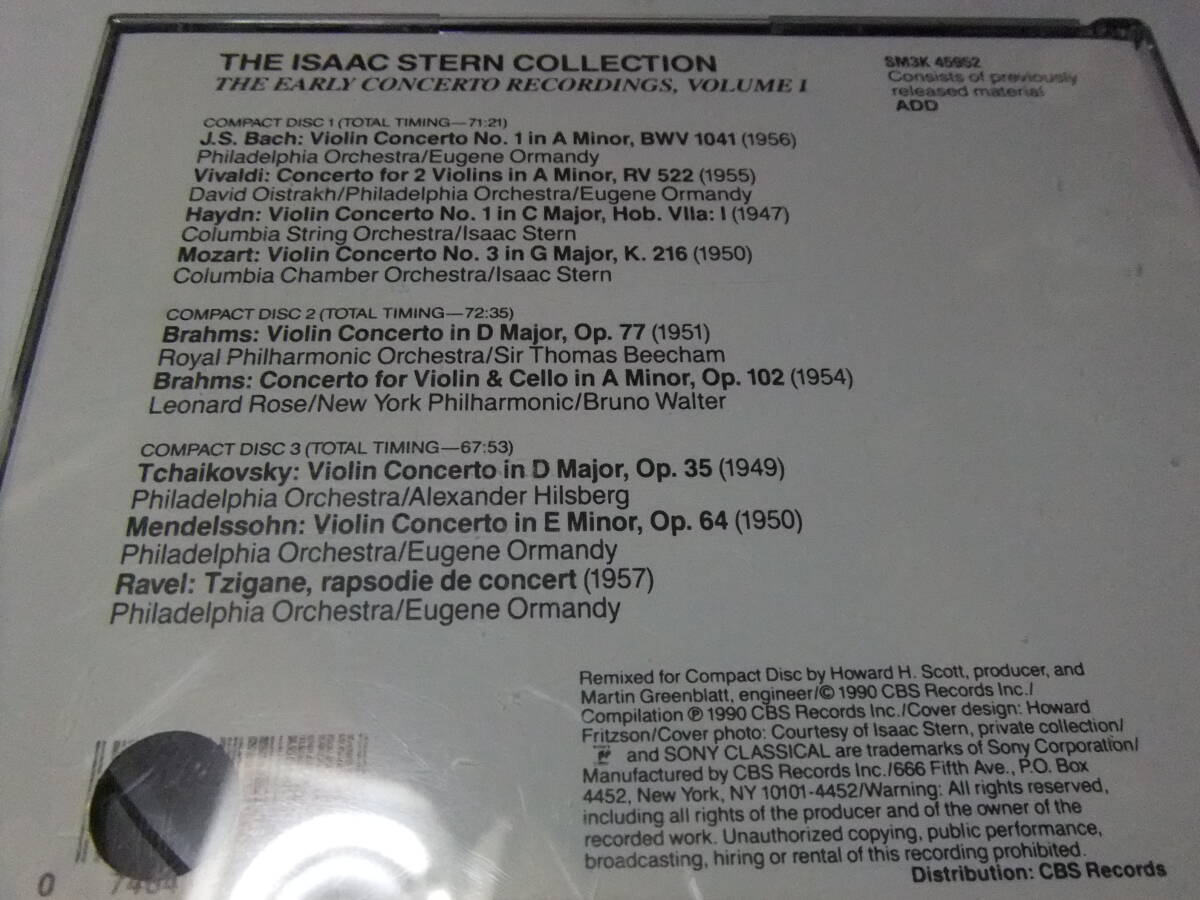 THE ISAAC STERN COLLECTION
THE EARLY CONCERTO RECORDINGS, VOLUME I
SM3K 45952
Consists of previously
released material
ADD
COMPACT DISC 1 (TOTAL TIMING—71:21)
J.S. Bach: Violin Concerto No. 1 in A Minor, BWV 1041 (1956)
Philadelphia Orchestra/Eugene Ormandy
Vivaldi: Concerto for 2 Violins in A Minor, RV 522 (1955)
David Oistrakh/Philadelphia Orchestra/Eugene Ormandy
Haydn: Violin Concerto No. 1 in C Major, Hob. VIIa: I (1947)
Columbia String Orchestra/Isaac Stern
Mozart: Violin Concerto No. 3 in G Major, K. 216 (1950)
Columbia Chamber Orchestra/Isaac Stern
COMPACT DISC 2 (TOTAL TIMING—72:35)
Brahms: Violin Concerto in D Major, Op. 77 (1951)
Royal Philharmonic Orchestra/Sir Thomas Beecham
Brahms: Concerto for Violin & Cello in A Minor, Op. 102 (1954)
Leonard Rose/New York Philharmonic/Bruno Walter
COMPACT DISC 3 (TOTAL TIMING—67:53)
Tchaikovsky: Violin Concerto in D Major, Op. 35 (1949)
Philadelphia Orchestra/Alexander Hilsberg
Mendelssohn: Violin Concerto in E Minor, Op. 64 (1950)
Philadelphia Orchestra/Eugene Ormandy
Ravel: Tzigane, rapsodie de concert (1957)
Philadelphia Orchestra/Eugene Ormandy
Remixed for Compact Disc by Howard H. Scott, producer, and
Martin Greenblatt, engineer/© 1990 CBS Records Inc./
Compilation ℗ 1990 CBS Records Inc./Cover design: Howard
Fritzson/Cover photo: Courtesy of Isaac Stern, private collection/
and SONY CLASSICAL are trademarks of Sony Corporation/
Manufactured by CBS Records Inc./666 Fifth Ave., P.O. Box
4452, New York, NY 10101-4452/Warning: All rights reserved,
including all rights of the producer and of the owner of the
recorded work. Unauthorized copying, public performance,
broadcasting, hiring or rental of this recording prohibited.
Distribution: CBS Records
0 7464